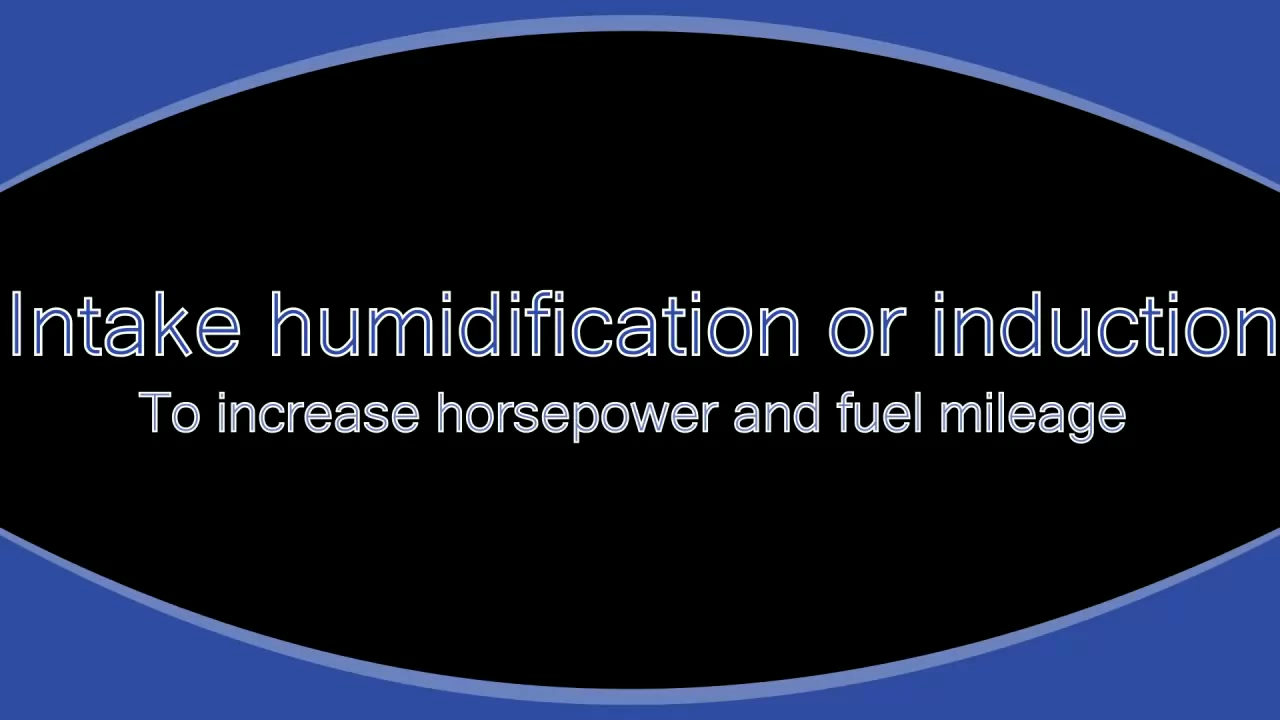 Intake humidification or induction
To increase horsepower and fuel mileage